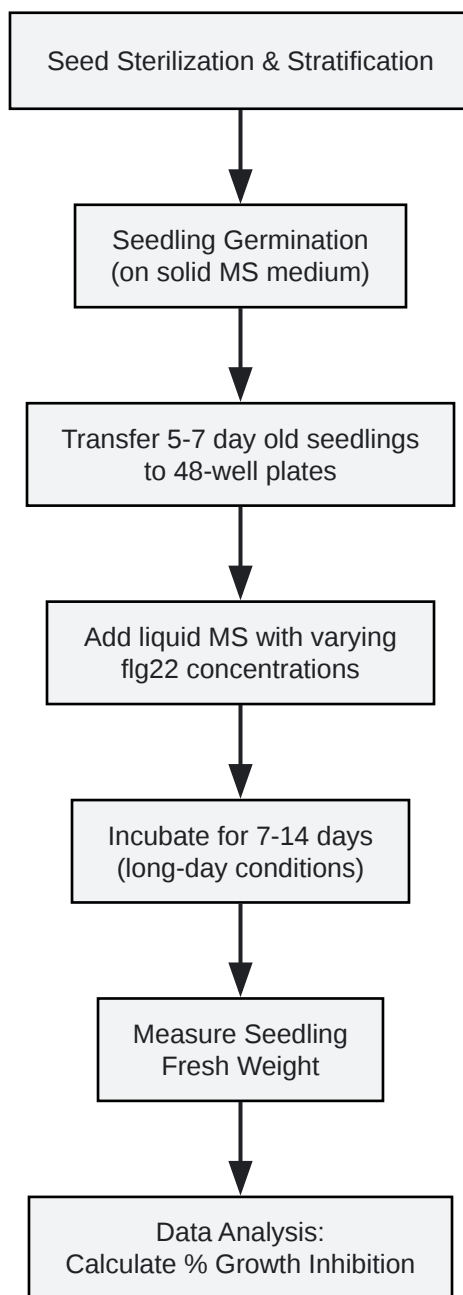 Seed Sterilization & Stratification
Seedling Germination
(on solid MS medium)
Transfer 5-7 day old seedlings
to 48-well plates
Add liquid MS with varying
flg22 concentrations
Incubate for 7-14 days
(long-day conditions)
Measure Seedling
Fresh Weight
Data Analysis:
Calculate % Growth Inhibition